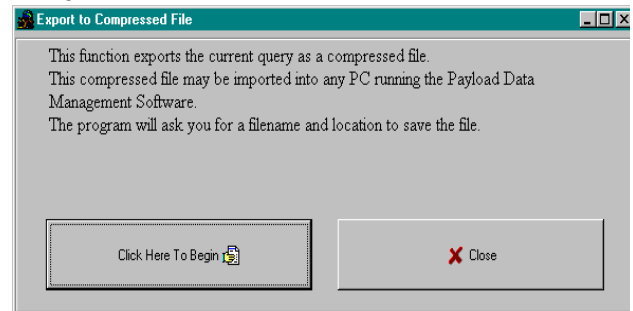 Export to Compressed File
This function exports the current query as a compressed file.
This compressed file may be imported into any PC running the Payload Data
Management Software.
The program will ask you for a filename and location to save the file.
Click Here To Begin
Close